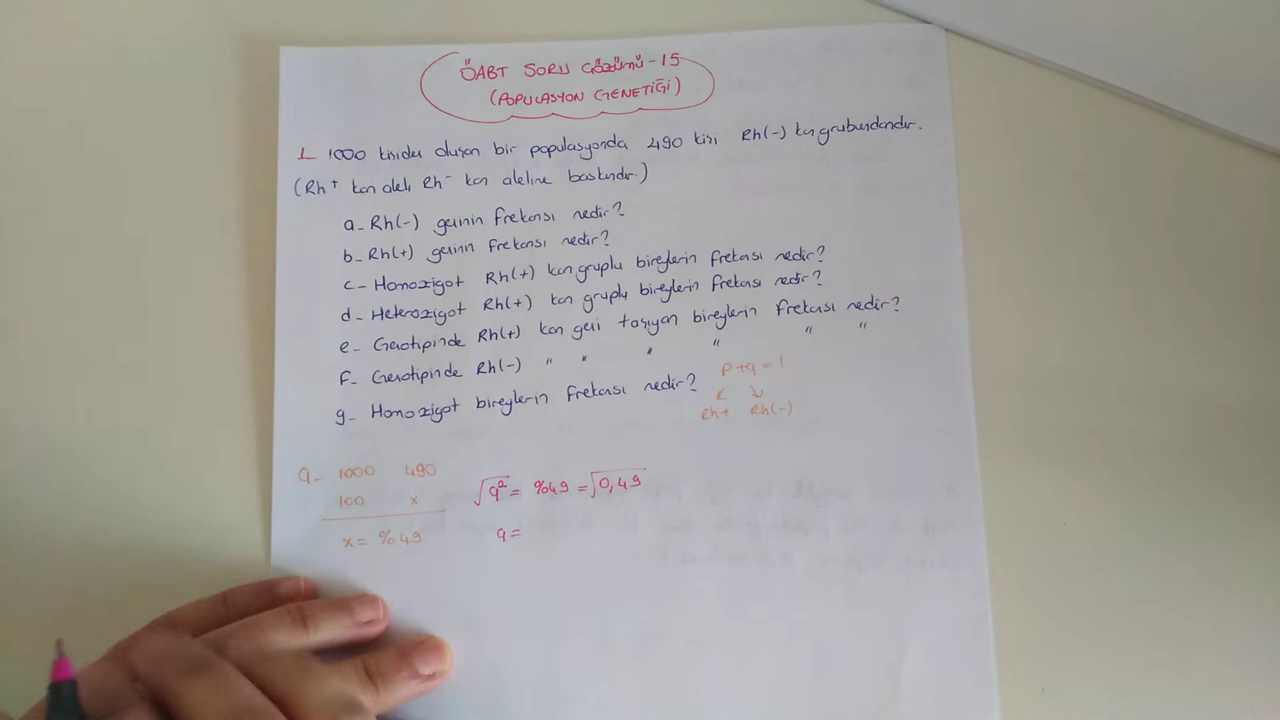 ÖABT SORU ÇÖZÜMÜ-15
(POPULASYON GENETİĞİ)
1- 1000 kişiden oluşan bir populasyonda 490 kişi Rh(-) kan grubundandır.
(Rh+ kan aleli Rh- kan aleline baskındır.)
a- Rh(-) geninin frekansı nedir?
b- Rh(+) geninin frekansı nedir?
c- Homozigot Rh(+) kan gruplu bireylerin frekansı nedir?
d- Heterozigot Rh(+) kan gruplu bireylerin frekansı nedir?
e- Genotipinde Rh(+) kan geni taşıyan bireylerin frekansı nedir?
f- Genotipinde Rh(-) " " " " " "
g- Homozigot bireylerin frekansı nedir?
p+q=1
Rh+ Rh(-)
a- 1000 490
100 x
x= %49
√q² = %49 = √0,49
q=